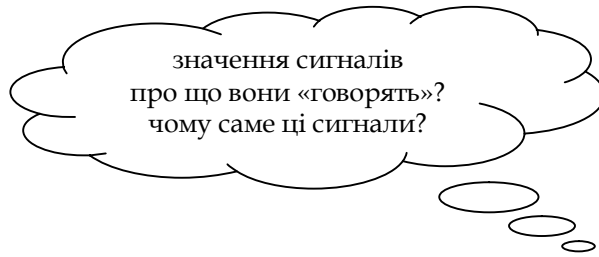 значення сигналів
про що вони «говорять»?
чому саме ці сигнали?